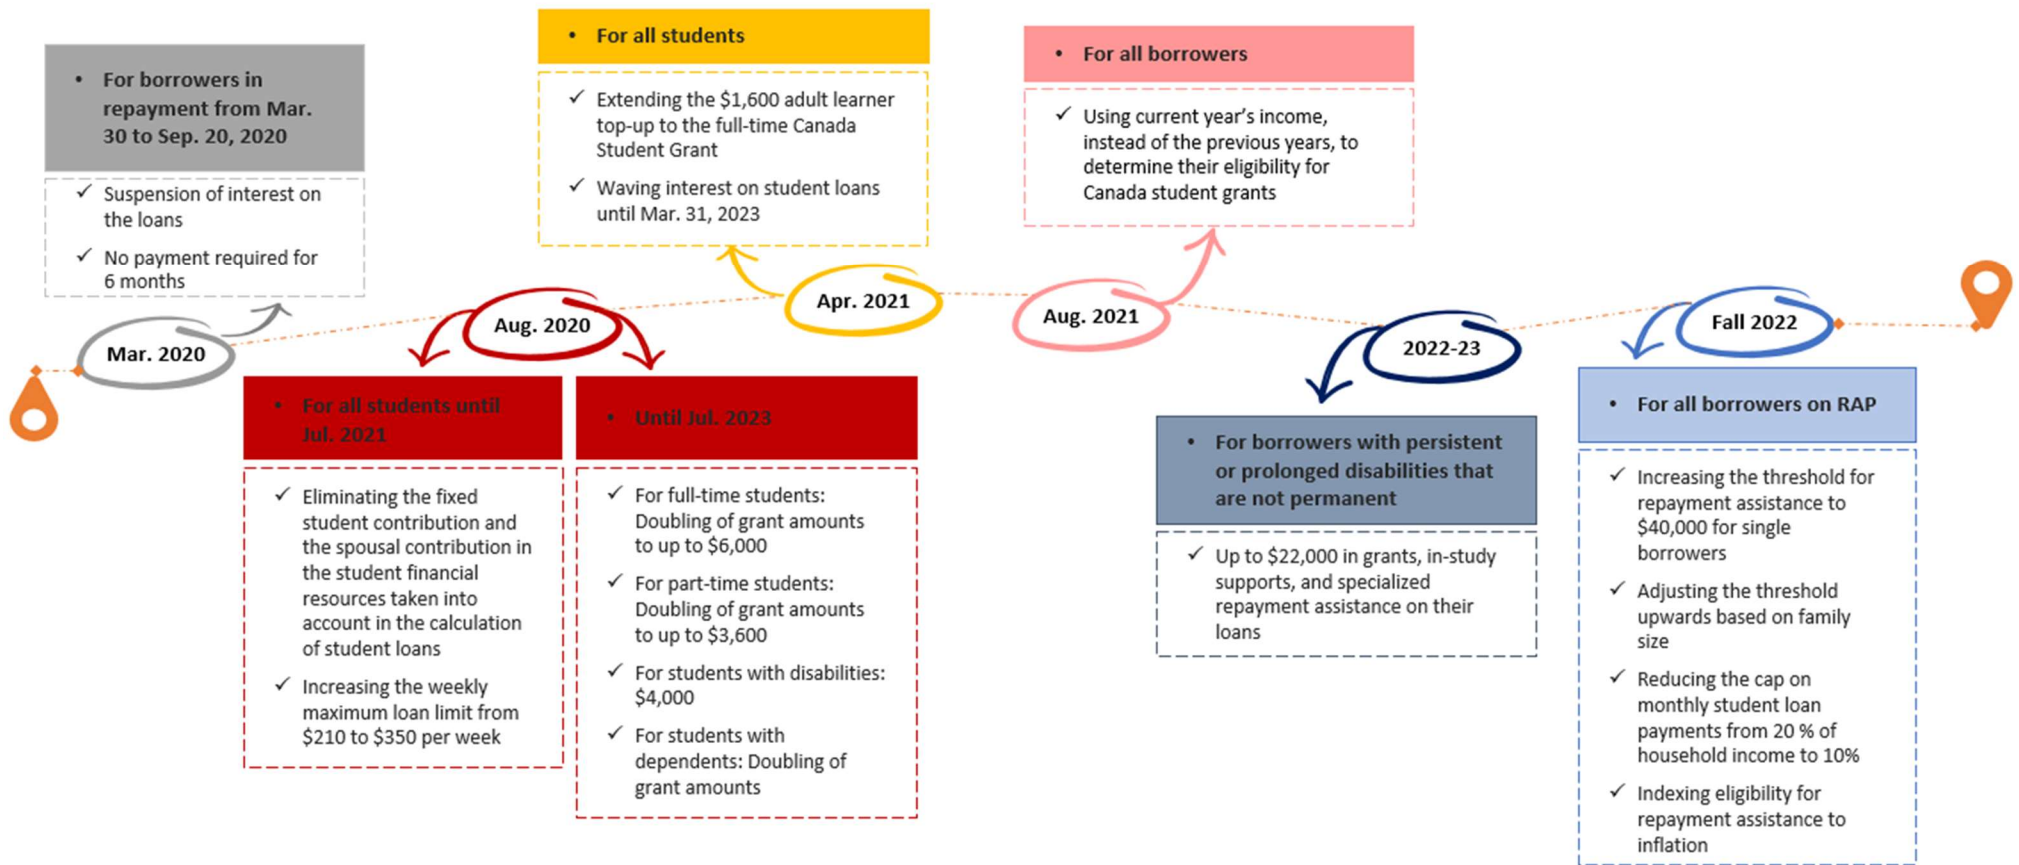 • For borrowers in
repayment from Mar.
30 to Sep. 20, 2020
✓ Suspension of interest on
the loans
✓ No payment required for
6 months
Mar. 2020
Aug. 2020
• For all students until
Jul. 2021
✓ Eliminating the fixed
student contribution and
the spousal contribution in
the student financial
resources taken into
account in the calculation
of student loans
✓ Increasing the weekly
maximum loan limit from
$210 to $350 per week
• Until Jul. 2023
✓ For full-time students:
Doubling of grant amounts
to up to $6,000
✓ For part-time students:
Doubling of grant amounts
to up to $3,600
✓ For students with disabilities:
$4,000
✓ For students with
dependents: Doubling of
grant amounts
• For all students
✓ Extending the $1,600 adult learner
top-up to the full-time Canada
Student Grant
✓ Waving interest on student loans
until Mar. 31, 2023
Apr. 2021
• For all borrowers
✓ Using current year’s income,
instead of the previous years, to
determine their eligibility for
Canada student grants
Aug. 2021
2022-23
• For borrowers with persistent
or prolonged disabilities that
are not permanent
✓ Up to $22,000 in grants, in-study
supports, and specialized
repayment assistance on their
loans
Fall 2022
• For all borrowers on RAP
✓ Increasing the threshold for
repayment assistance to
$40,000 for single
borrowers
✓ Adjusting the threshold
upwards based on family
size
✓ Reducing the cap on
monthly student loan
payments from 20 % of
household income to 10%
✓ Indexing eligibility for
repayment assistance to
inflation